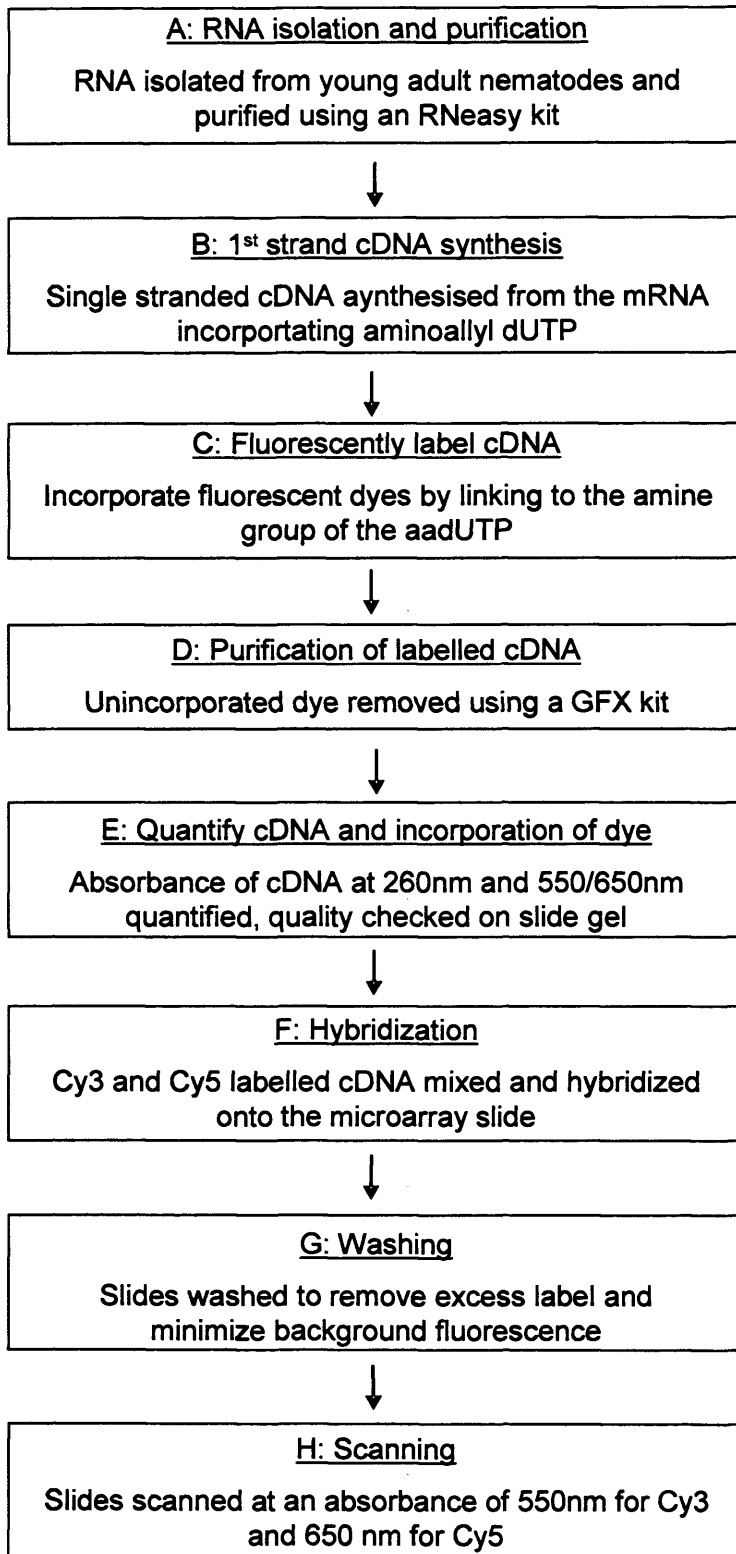 A: RNA isolation and purification
RNA isolated from young adult nematodes and
purified using an RNeasy kit
B: 1st strand cDNA synthesis
Single stranded cDNA aynthesised from the mRNA
incorportating aminoallyl dUTP
C: Fluorescently label cDNA
Incorporate fluorescent dyes by linking to the amine
group of the aadUTP
D: Purification of labelled cDNA
Unincorporated dye removed using a GFX kit
E: Quantify cDNA and incorporation of dye
Absorbance of cDNA at 260nm and 550/650nm
quantified, quality checked on slide gel
F: Hybridization
Cy3 and Cy5 labelled cDNA mixed and hybridized
onto the microarray slide
G: Washing
Slides washed to remove excess label and
minimize background fluorescence
H: Scanning
Slides scanned at an absorbance of 550nm for Cy3
and 650 nm for Cy5